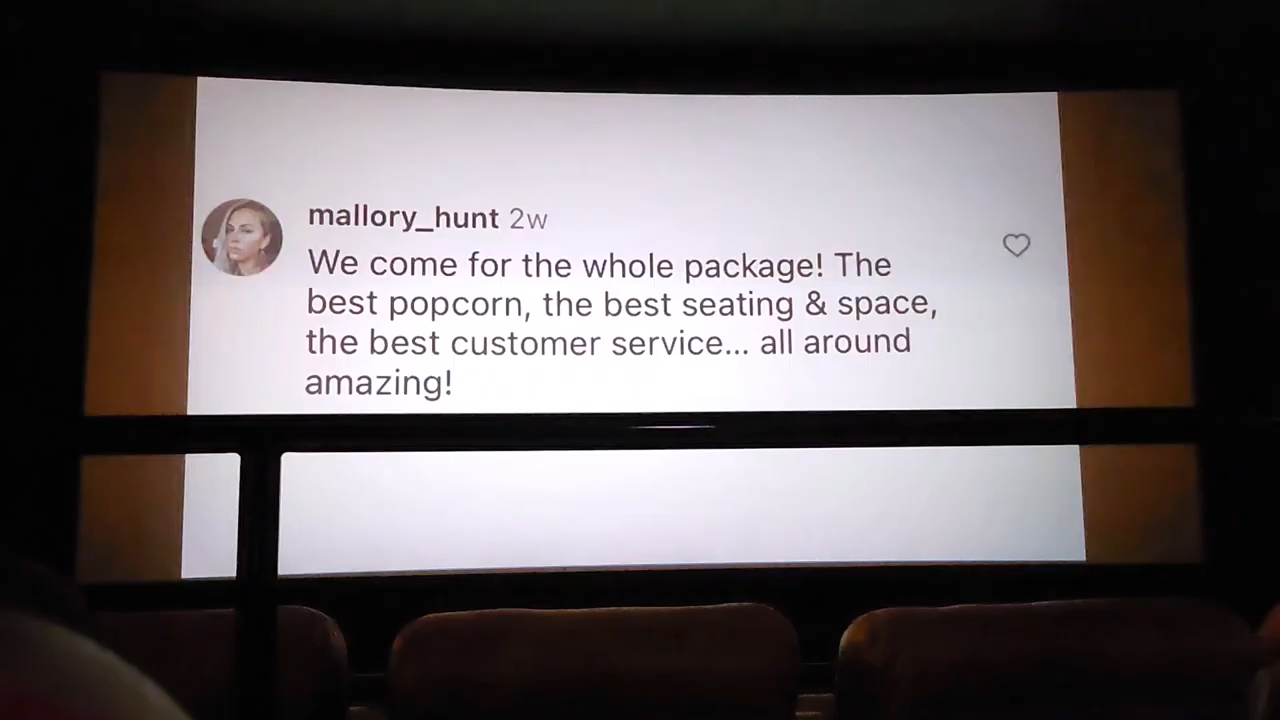 mallory_hunt 2w
We come for the whole package! The
best popcorn, the best seating & space,
the best customer service... all around
amazing!